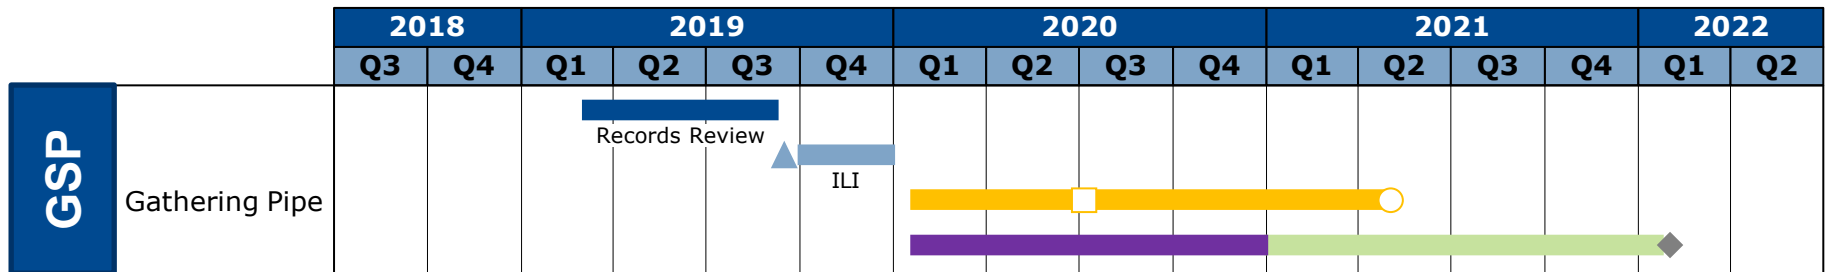 2018 2019 2020 2021 2022
Q3 Q4 Q1 Q2 Q3 Q4 Q1 Q2 Q3 Q4 Q1 Q2 Q3 Q4 Q1 Q2
GSP
Records Review
ILI
Gathering Pipe